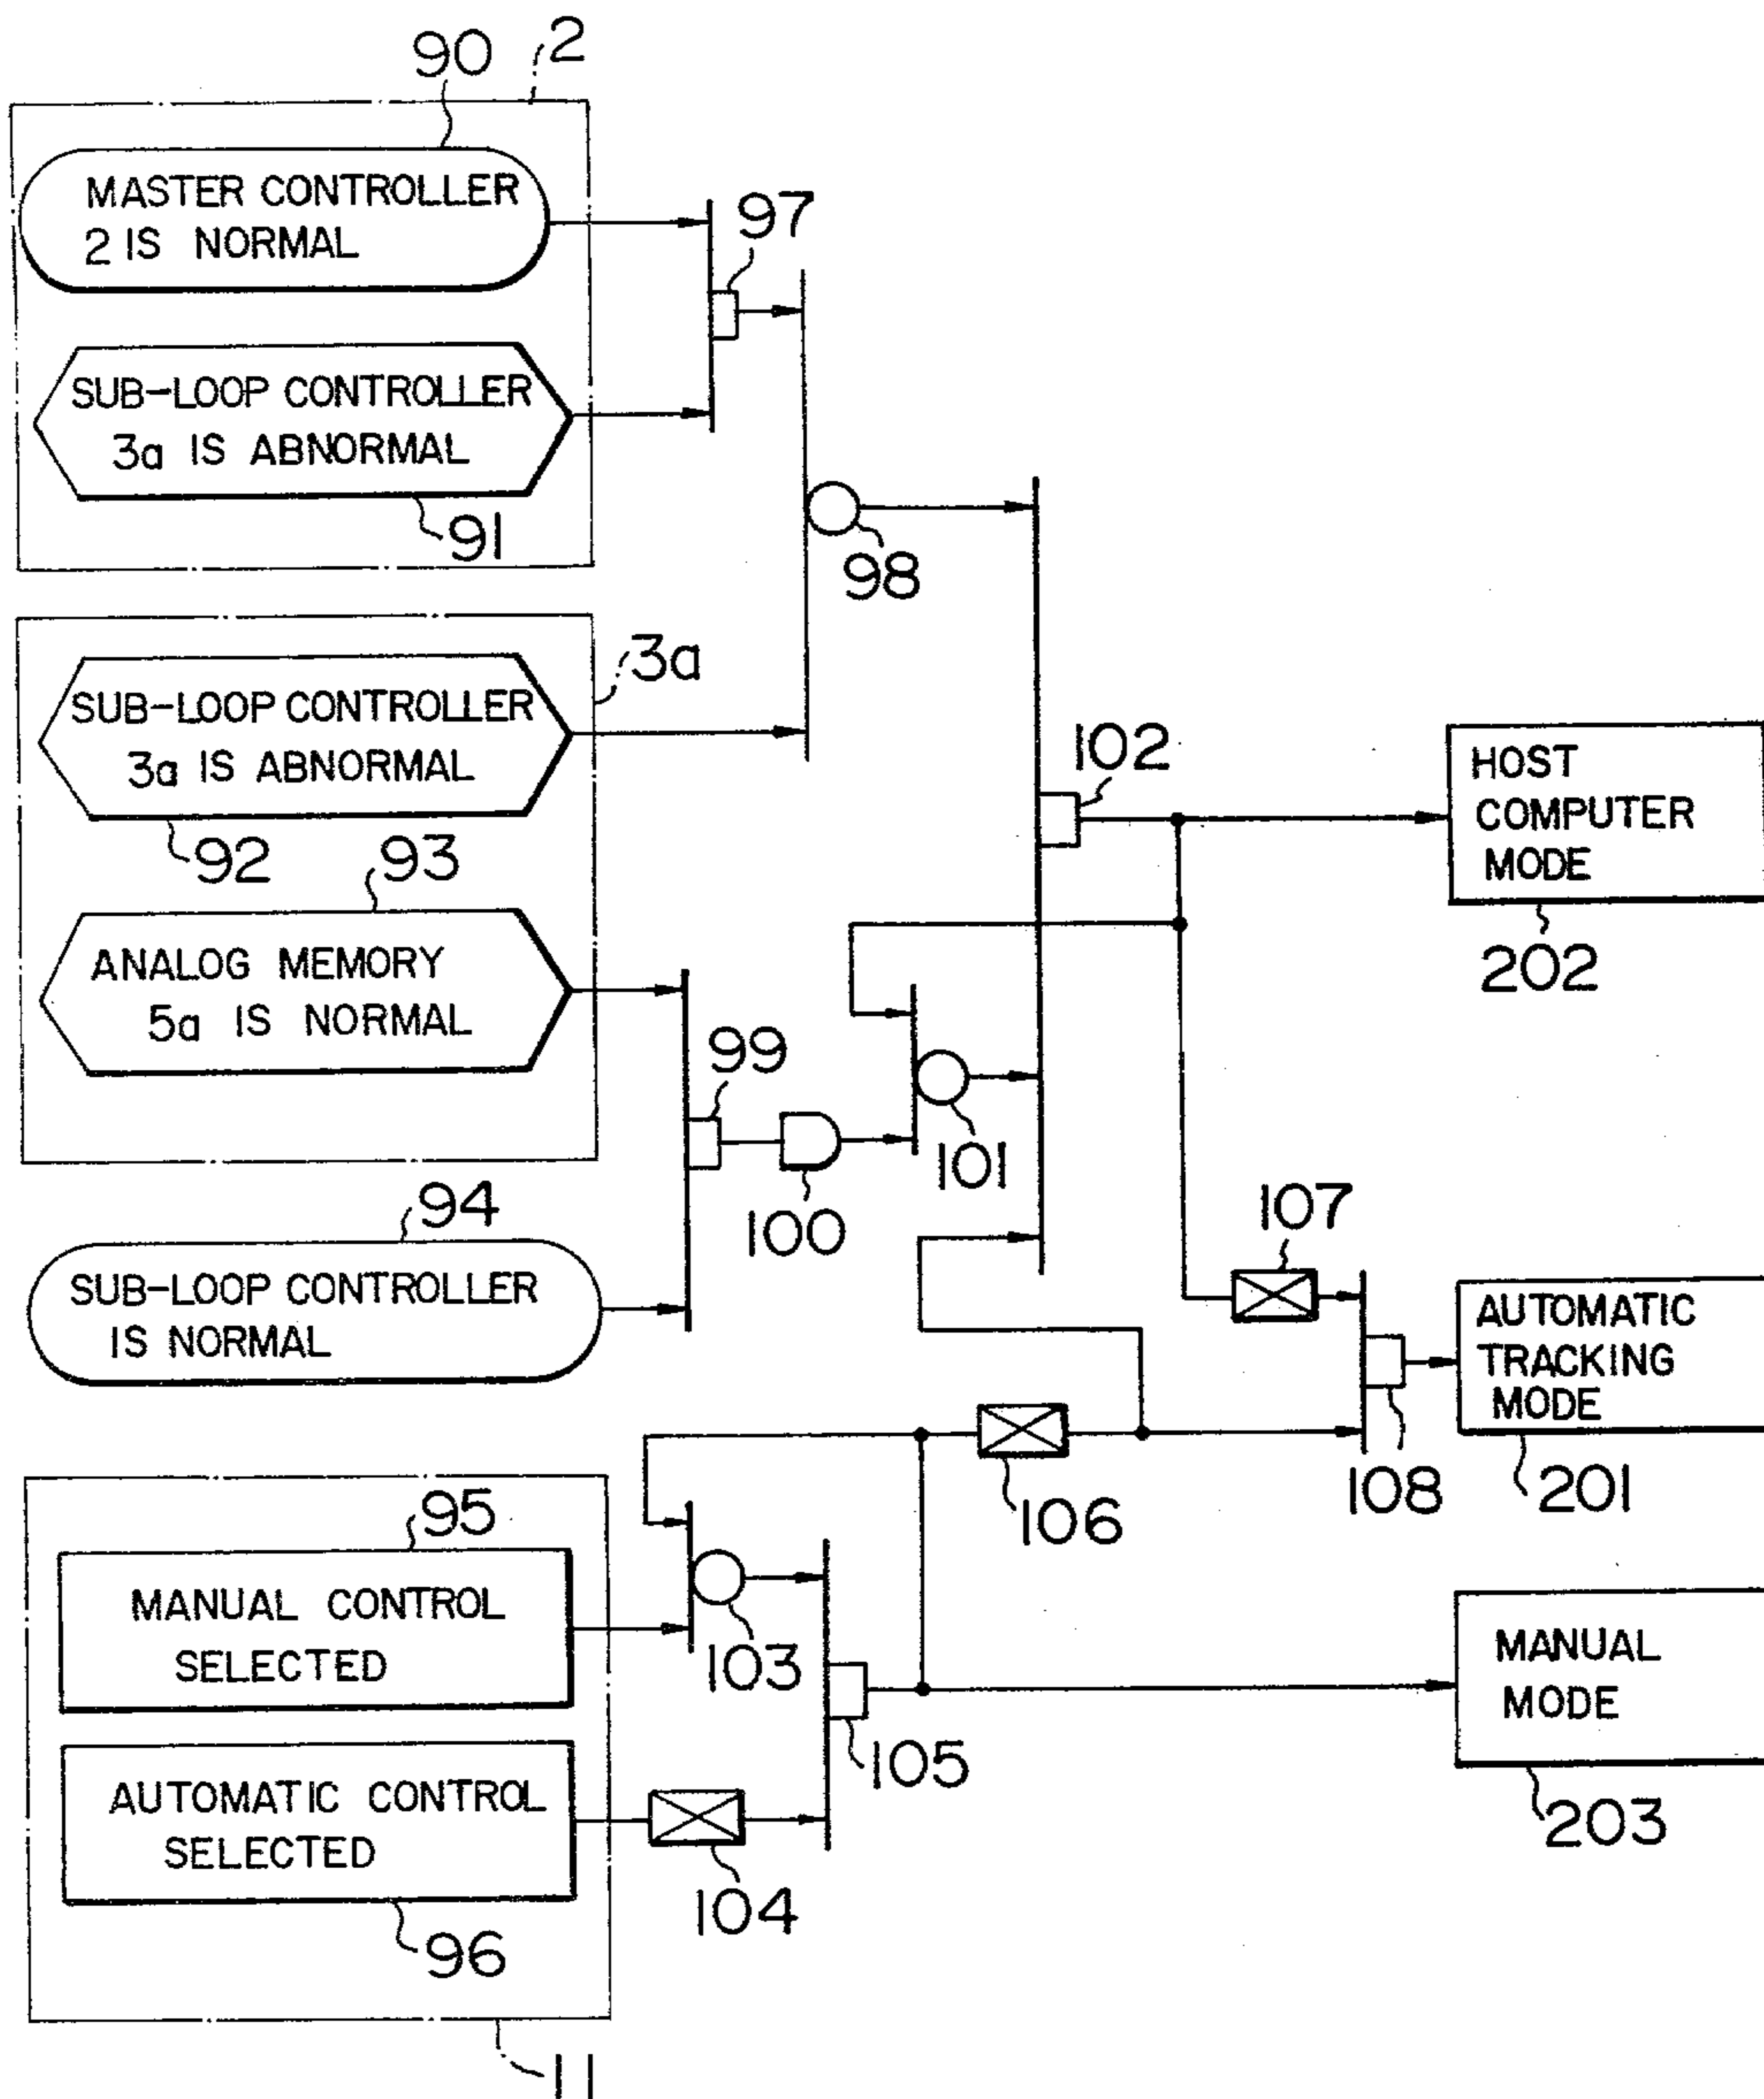 2
90
MASTER CONTROLLER
2 IS NORMAL
97
SUB-LOOP CONTROLLER
3a IS ABNORMAL
91
98
3a
SUB-LOOP CONTROLLER
3a IS ABNORMAL
92
102
HOST
COMPUTER
MODE
202
93
ANALOG MEMORY
5a IS NORMAL
99
100
101
94
SUB-LOOP CONTROLLER
IS NORMAL
107
AUTOMATIC
TRACKING
MODE
201
108
106
95
MANUAL CONTROL
SELECTED
103
105
MANUAL
MODE
203
AUTOMATIC CONTROL
SELECTED
104
96
11